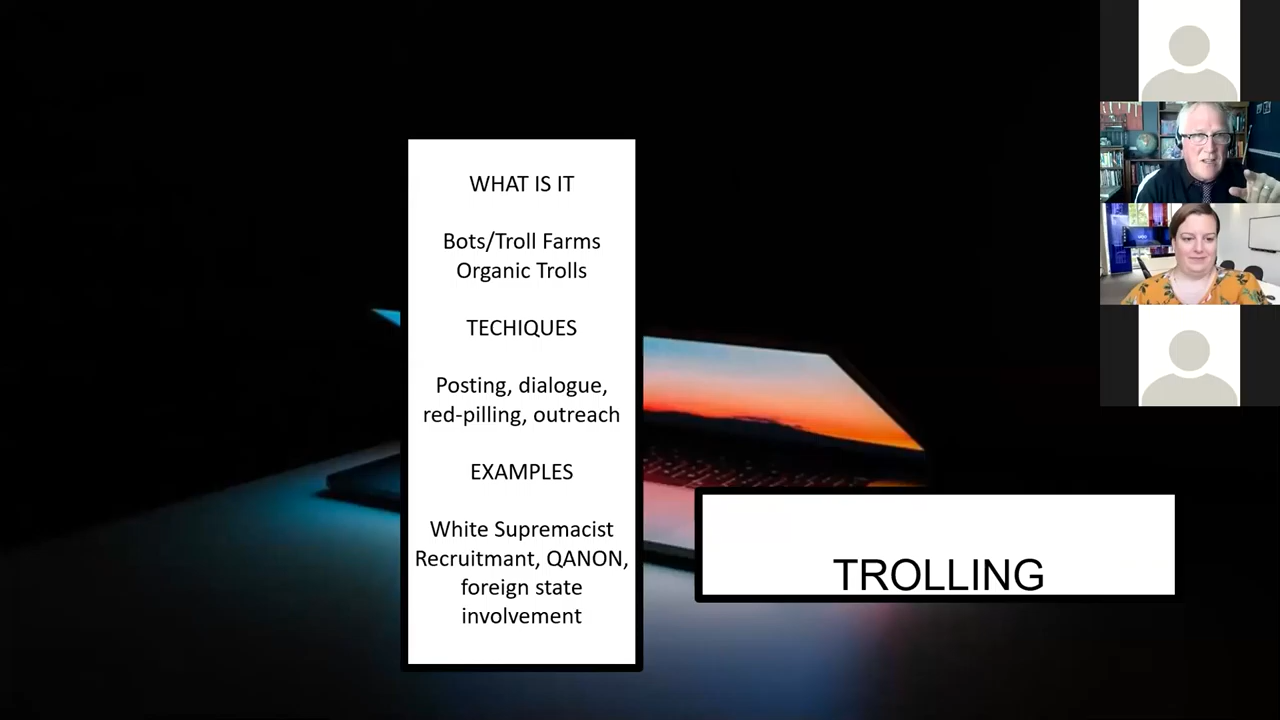 WHAT IS IT
Bots/Troll Farms
Organic Trolls
TECHIQUES
Posting, dialogue,
red-pilling, outreach
EXAMPLES
White Supremacist
Recruitmant, QANON,
foreign state
involvement
TROLLING